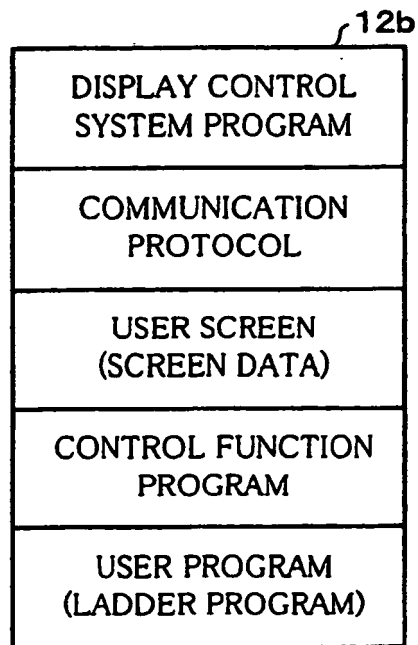 12b
DISPLAY CONTROL
SYSTEM PROGRAM
COMMUNICATION
PROTOCOL
USER SCREEN
(SCREEN DATA)
CONTROL FUNCTION
PROGRAM
USER PROGRAM
(LADDER PROGRAM)